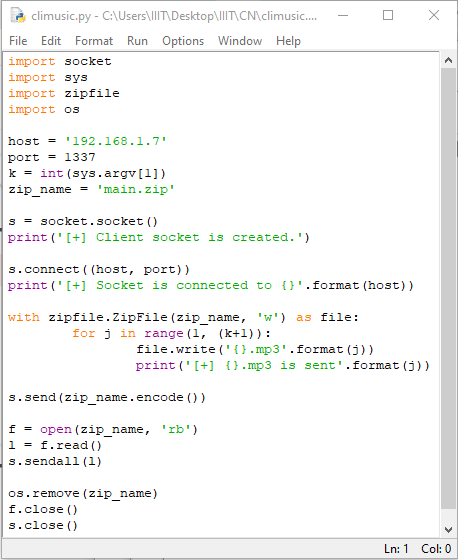 climusic.py - C:\Users\IIIT\Desktop\IIIT\CN\climusic....
File Edit Format Run Options Window Help
import socket
import sys
import zipfile
import os

host = '192.168.1.7'
port = 1337
k = int(sys.argv[1])
zip_name = 'main.zip'

s = socket.socket()
print('[+] Client socket is created.')

s.connect((host, port))
print('[+] Socket is connected to {}'.format(host))

with zipfile.ZipFile(zip_name, 'w') as file:
        for j in range(1, (k+1)):
                file.write('{}.mp3'.format(j))
                print('[+] {}.mp3 is sent'.format(j))

s.send(zip_name.encode())

f = open(zip_name, 'rb')
l = f.read()
s.sendall(l)

os.remove(zip_name)
f.close()
s.close()
Ln: 1 Col: 0